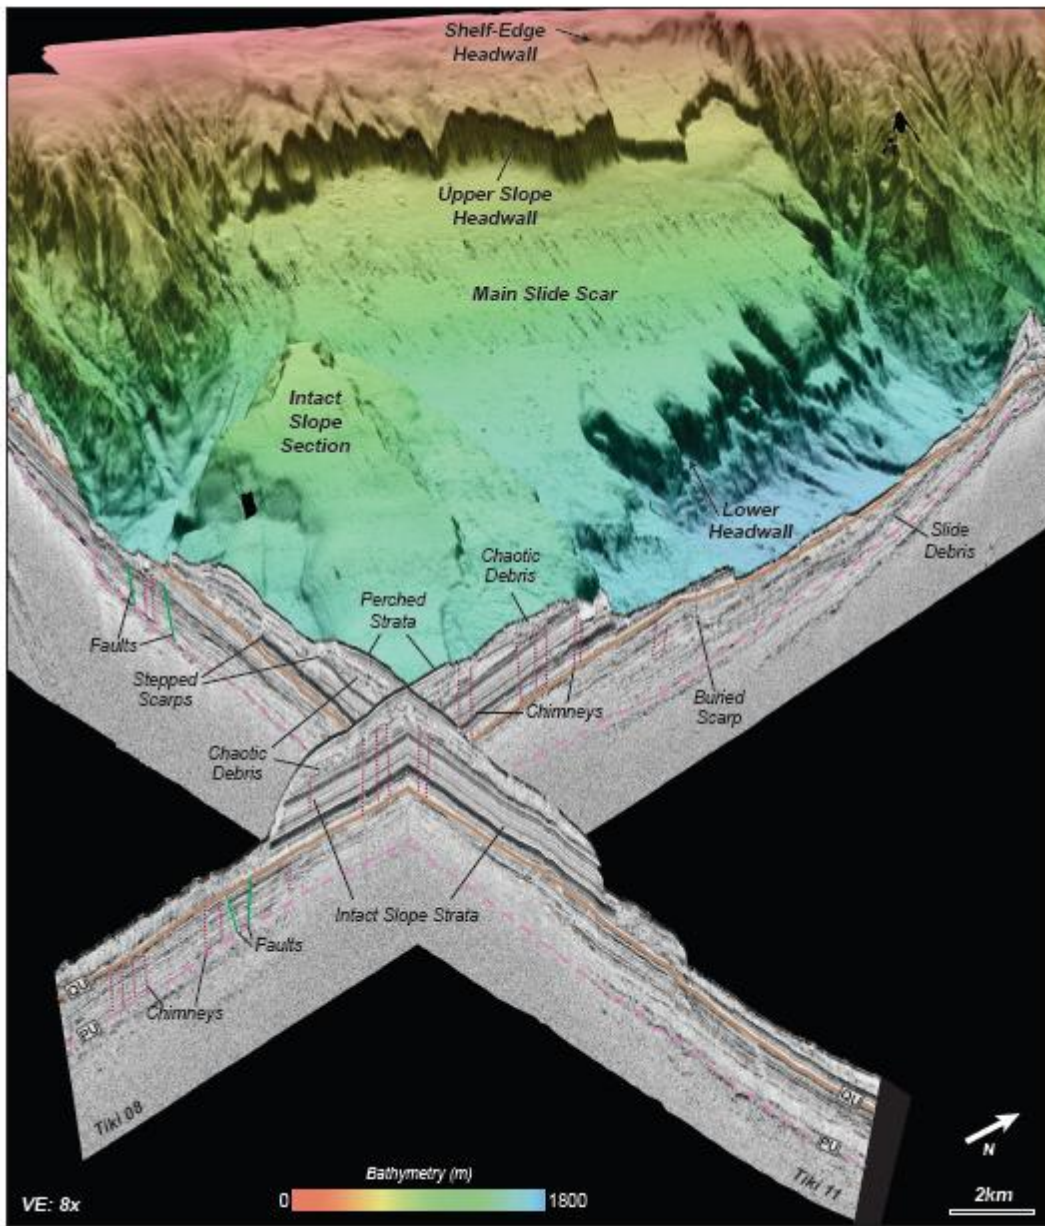 Shelf-Edge
Headwall
Upper Slope
Headwall
Main Slide Scar
Intact
Slope
Section
Lower
Headwall
Slide
Debris
Chaotic
Debris
Perched
Strata
Faults
Stepped
Scarps
Chimneys
Buried
Scarp
Chaotic
Debris
Intact Slope Strata
Faults
QU
Chimneys
PU
QU
PU
Tiki 08
Tiki 11
N
Bathymetry (m)
VE: 8x
0
1800
2km